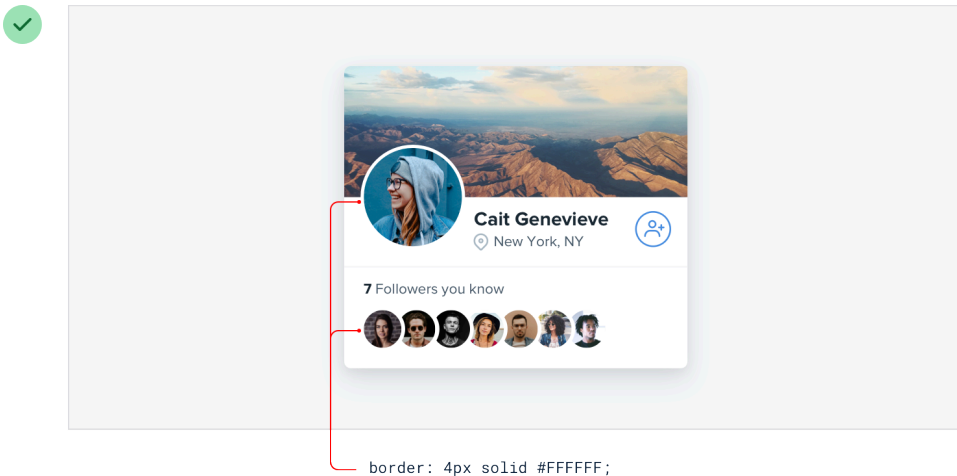 Cait Genevieve
New York, NY
7 Followers you know
border: 4px solid #FFFFFF;